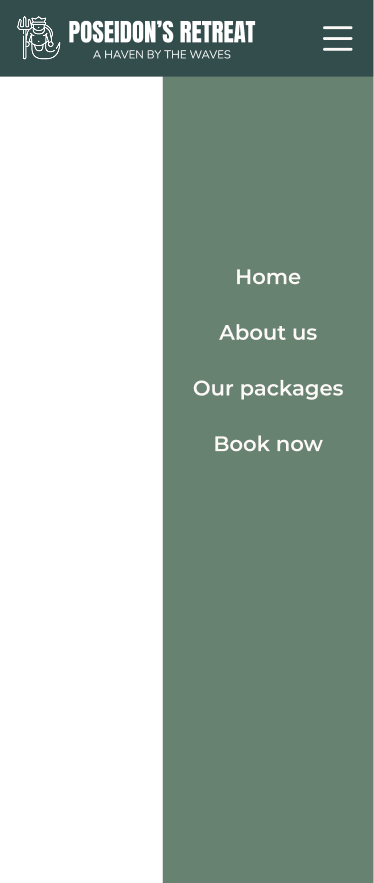 POSEIDON'S RETREAT
A HAVEN BY THE WAVES
Home
About us
Our packages
Book now